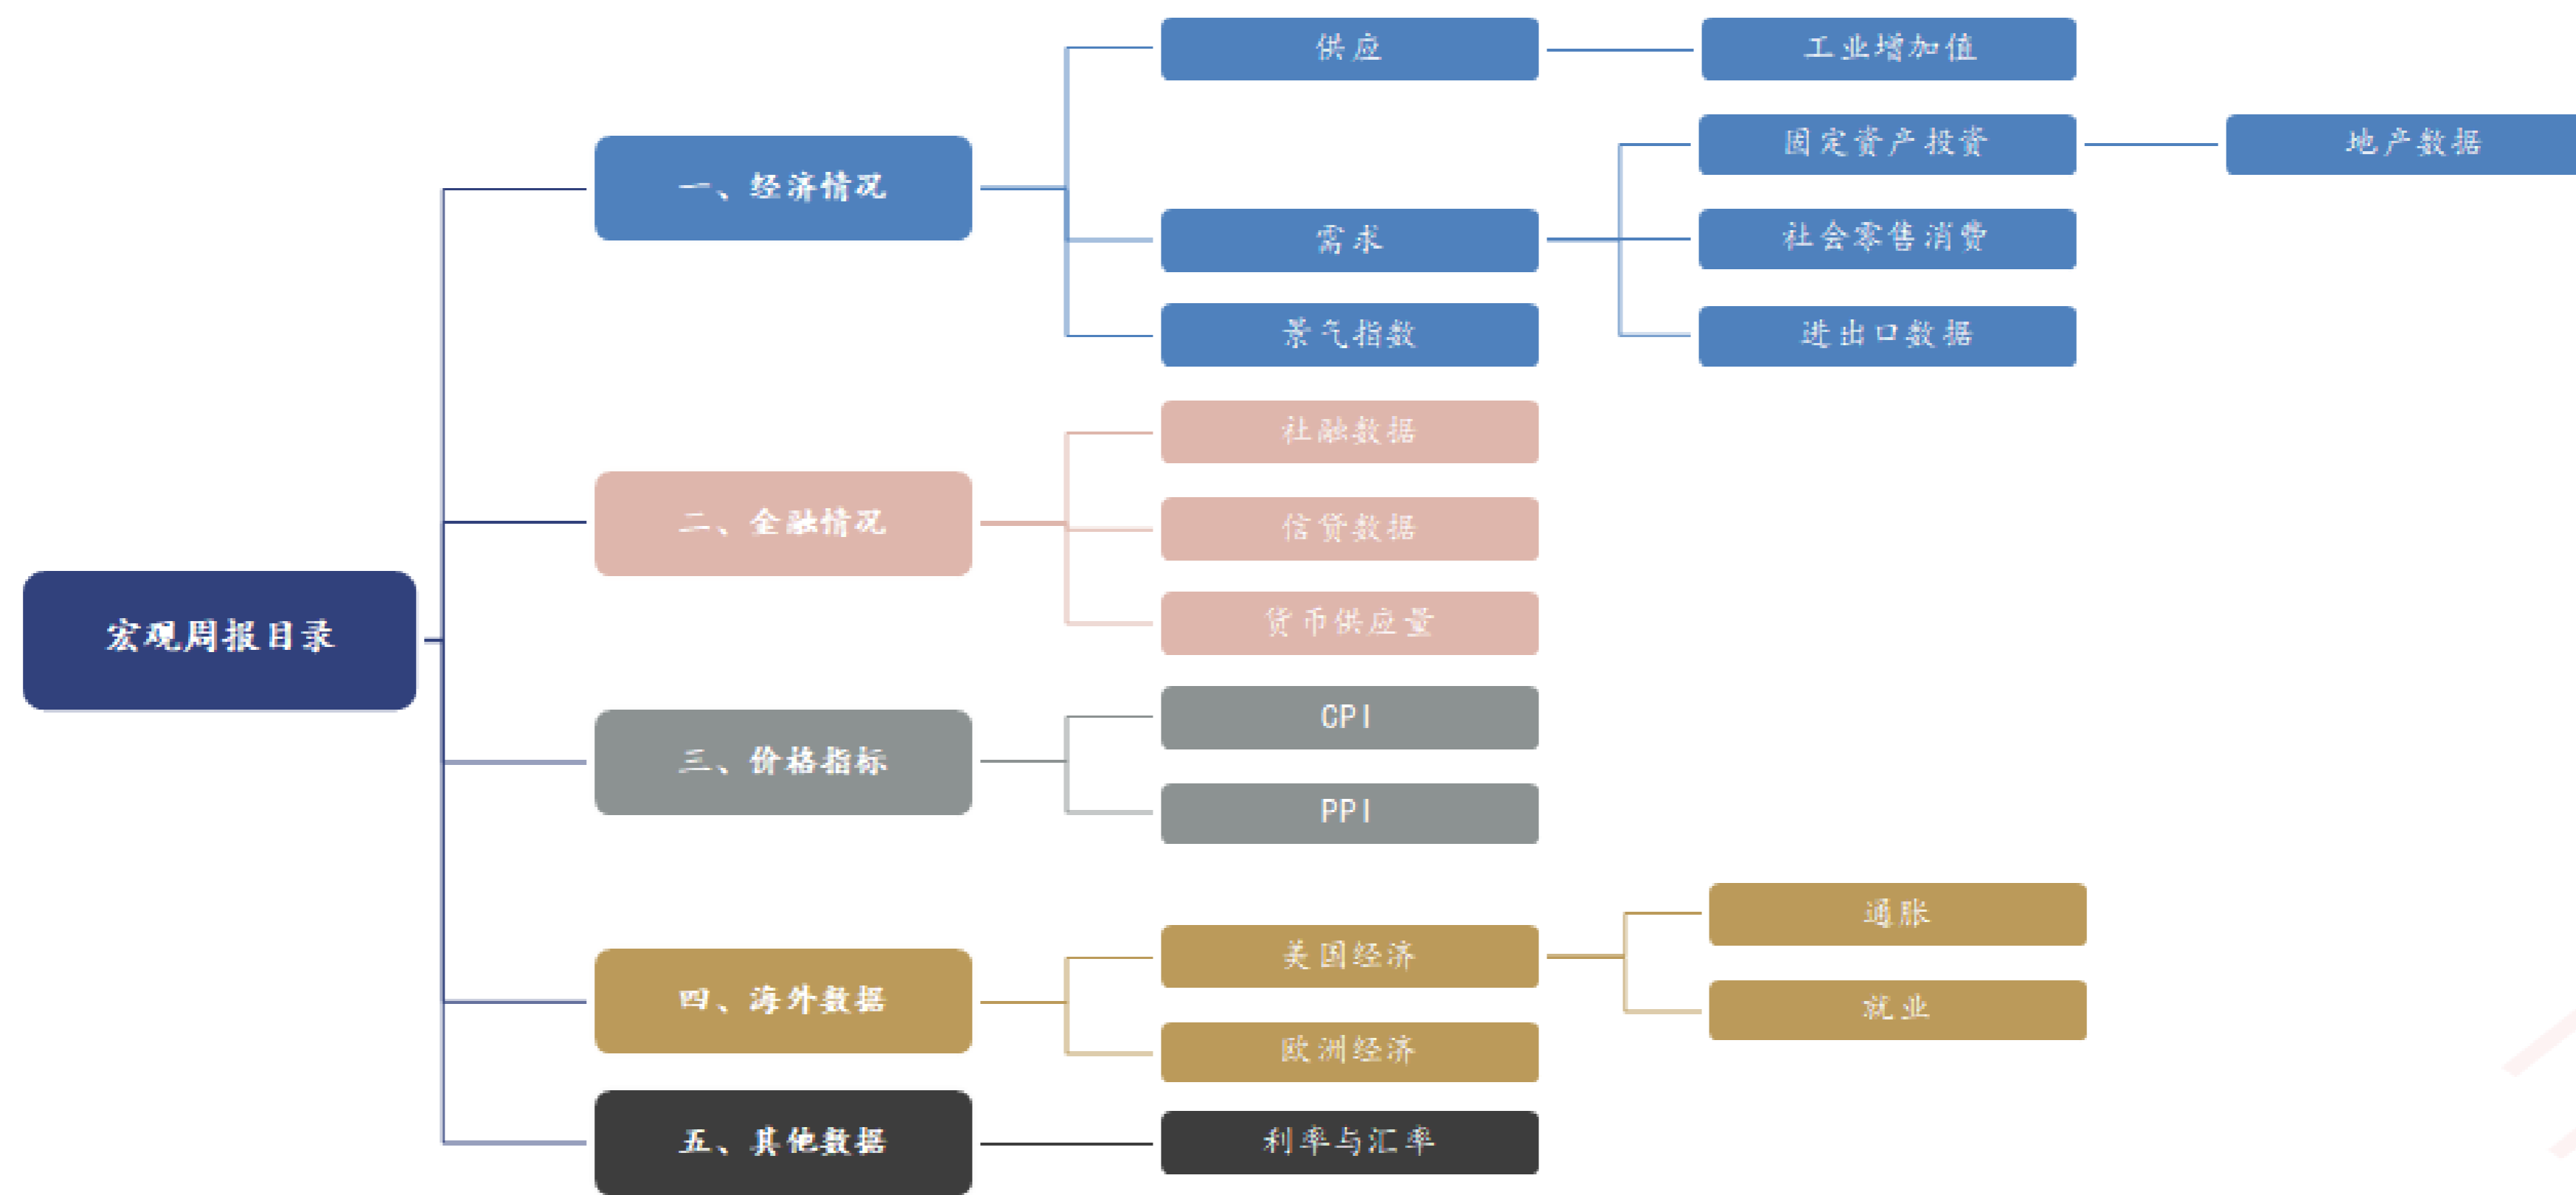 宏观周报目录
一、经济情况
供应
工业增加值
需求
固定资产投资
地产数据
社会零售消费
进出口数据
景气指数
二、金融情况
社融数据
信贷数据
货币供应量
三、价格指标
CPI
PPI
四、海外数据
美国经济
通胀
就业
欧洲经济
五、其他数据
利率与汇率